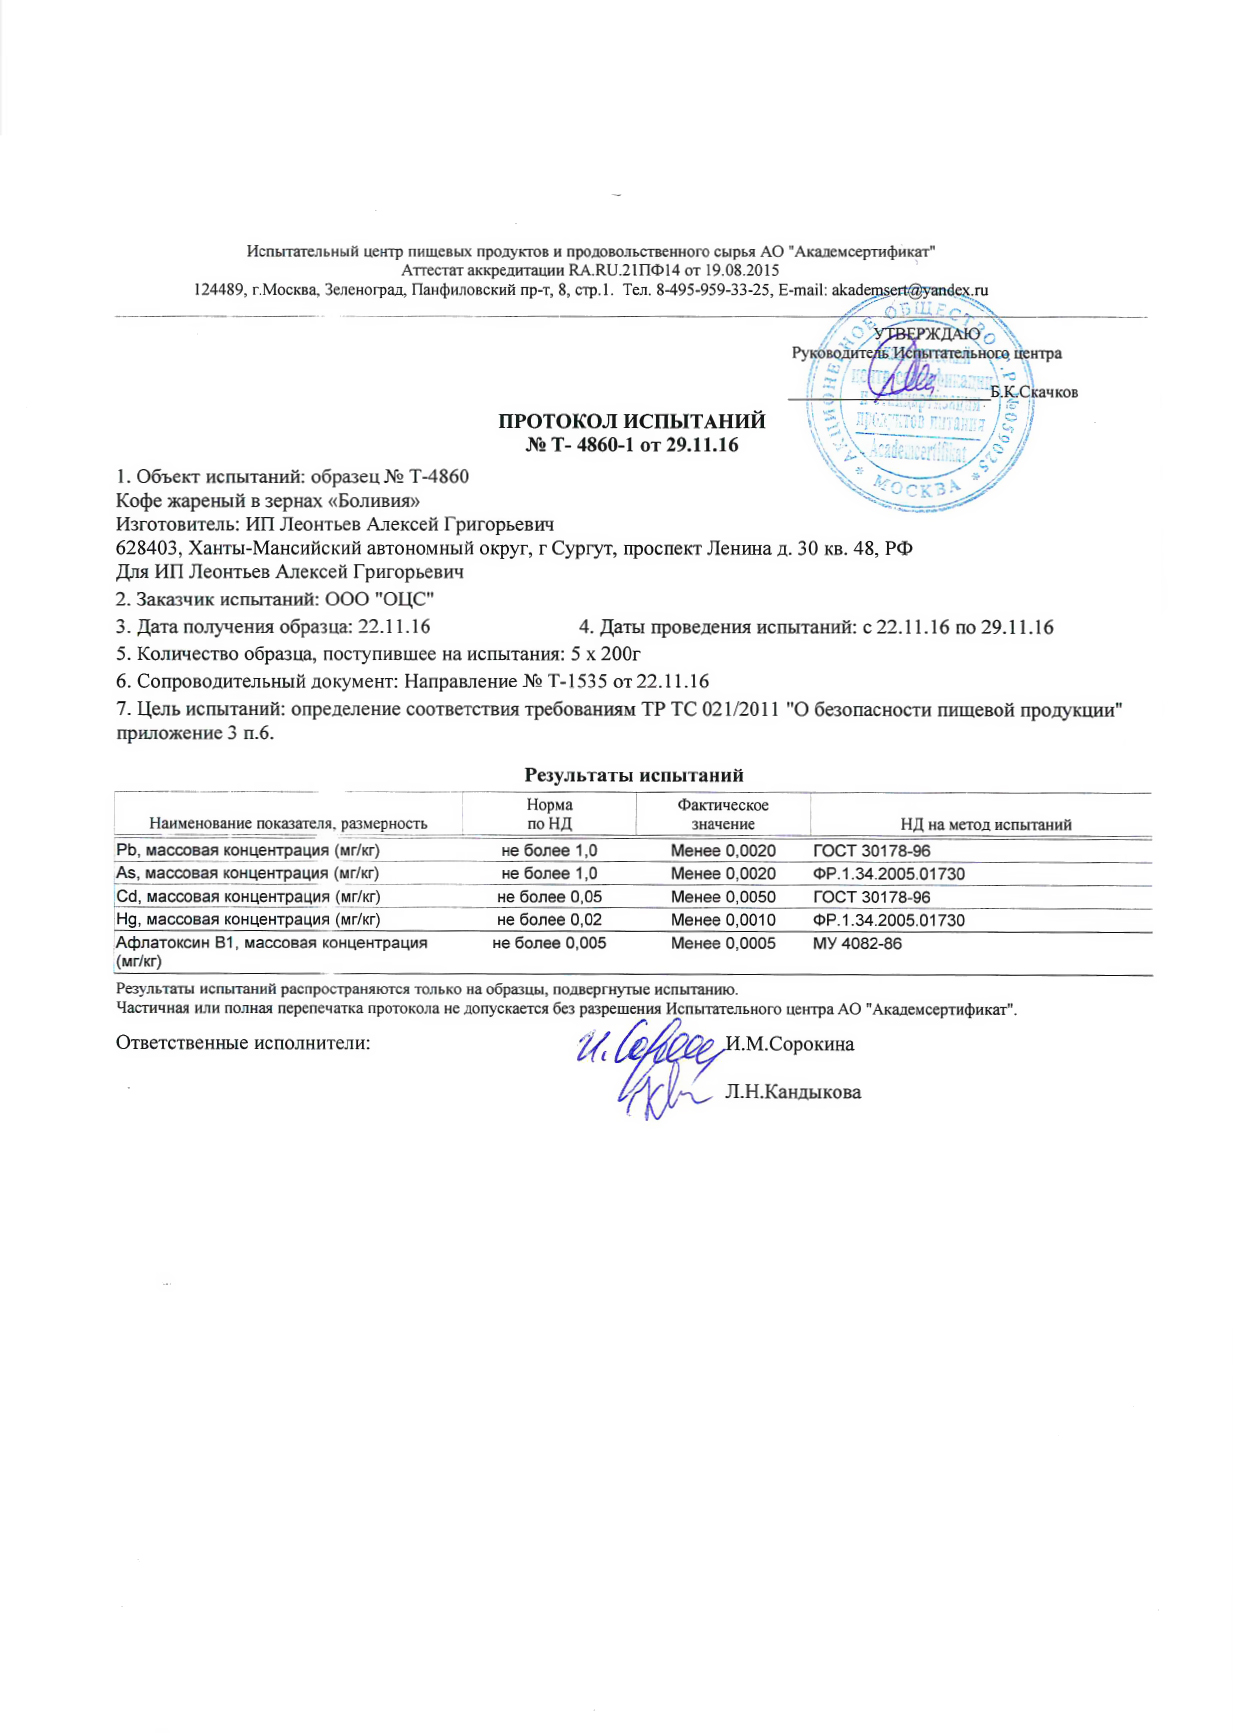 Испытательный центр пищевых продуктов и продовольственного сырья АО "Академсертификат"
Аттестат аккредитации RA.RU.21ПФ14 от 19.08.2015
124489, г.Москва, Зеленоград, Панфиловский пр-т, 8, стр.1. Тел. 8-495-959-33-25, E-mail: akademsert@yandex.ru
УТВЕРЖДАЮ
Руководитель Испытательного центра
Б.К.Скачков
АКЦИОНЕРНОЕ ОБЩЕСТВО
центр сертификации
продуктов питания
Academcertifikat
* МОСКВА *
ПРОТОКОЛ ИСПЫТАНИЙ
№ Т- 4860-1 от 29.11.16
1. Объект испытаний: образец № Т-4860
Кофе жареный в зернах «Боливия»
Изготовитель: ИП Леонтьев Алексей Григорьевич
628403, Ханты-Мансийский автономный округ, г Сургут, проспект Ленина д. 30 кв. 48, РФ
Для ИП Леонтьев Алексей Григорьевич
2. Заказчик испытаний: ООО "ОЦС"
3. Дата получения образца: 22.11.16 4. Даты проведения испытаний: с 22.11.16 по 29.11.16
5. Количество образца, поступившее на испытания: 5 х 200г
6. Сопроводительный документ: Направление № Т-1535 от 22.11.16
7. Цель испытаний: определение соответствия требованиям ТР ТС 021/2011 "О безопасности пищевой продукции"
приложение 3 п.6.
Результаты испытаний
Наименование показателя, размерность Норма по НД Фактическое значение НД на метод испытаний
Pb, массовая концентрация (мг/кг) не более 1,0 Менее 0,0020 ГОСТ 30178-96
As, массовая концентрация (мг/кг) не более 1,0 Менее 0,0020 ФР.1.34.2005.01730
Cd, массовая концентрация (мг/кг) не более 0,05 Менее 0,0050 ГОСТ 30178-96
Hg, массовая концентрация (мг/кг) не более 0,02 Менее 0,0010 ФР.1.34.2005.01730
Афлатоксин В1, массовая концентрация не более 0,005 Менее 0,0005 МУ 4082-86
(мг/кг)
Результаты испытаний распространяются только на образцы, подвергнутые испытанию.
Частичная или полная перепечатка протокола не допускается без разрешения Испытательного центра АО "Академсертификат".
Ответственные исполнители: И.М.Сорокина
Л.Н.Кандыкова